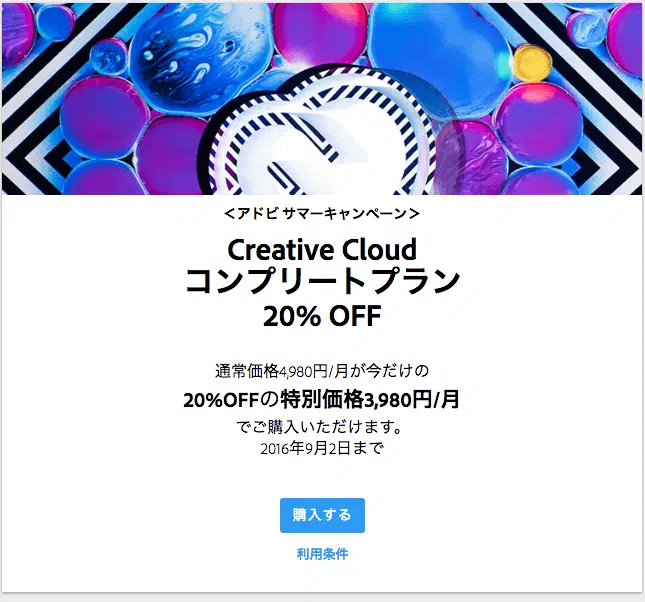 ＜アドビ サマーキャンペーン＞
Creative Cloud
コンプリートプラン
20% OFF
通常価格4,980円/月が今だけの
20%OFFの特別価格3,980円/月
でご購入いただけます。
2016年9月2日まで
購入する
利用条件